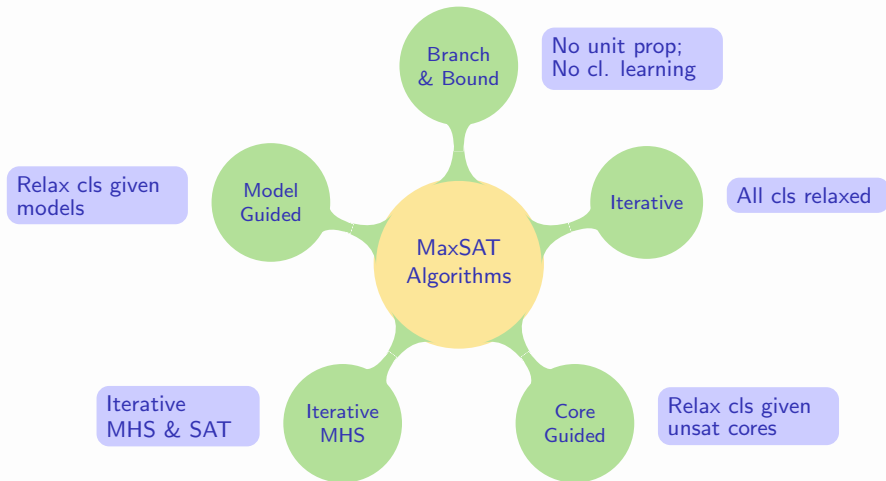 Branch
& Bound
No unit prop;
No cl. learning
Relax cls given
models
Model
Guided
Iterative
All cls relaxed
MaxSAT
Algorithms
Iterative
MHS & SAT
Iterative
MHS
Core
Guided
Relax cls given
unsat cores